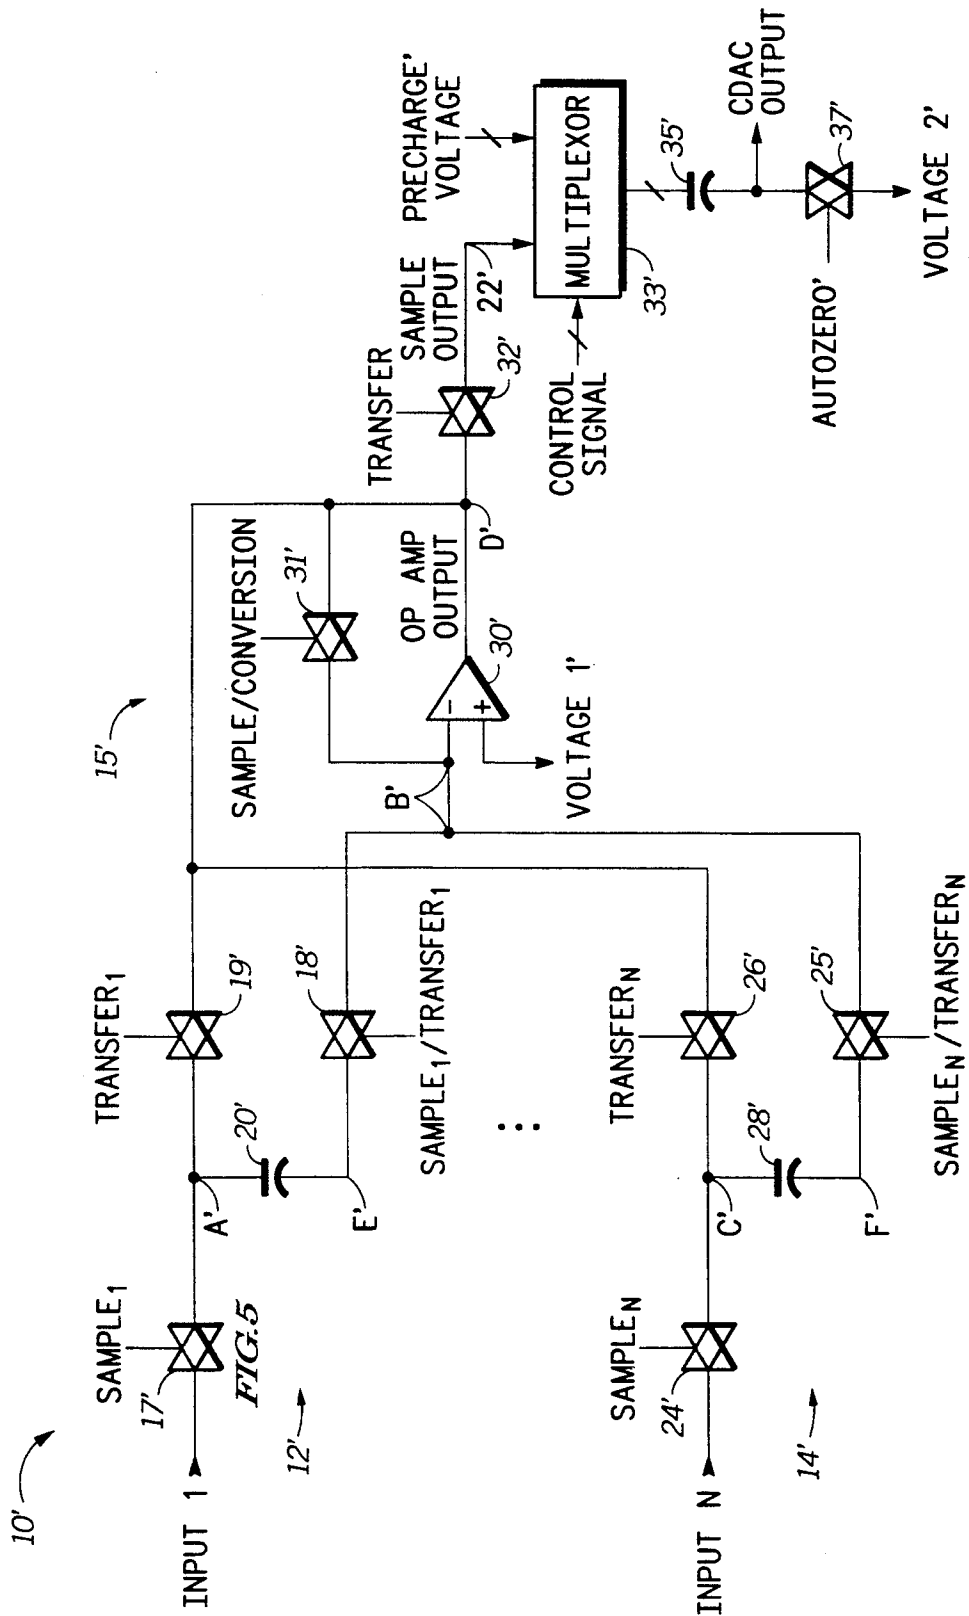 10'
INPUT 1
12'
SAMPLE1
17'
FIG.5
A'
20'
E'
TRANSFER1
19'
18'
SAMPLE1/TRANSFER1
...
INPUT N
14'
SAMPLEN
24'
C'
28'
F'
TRANSFERN
26'
25'
SAMPLEN/TRANSFERN
15'
SAMPLE/CONVERSION
31'
B'
-
+
30'
VOLTAGE 1'
OP AMP
OUTPUT
D'
TRANSFER
32'
SAMPLE
OUTPUT
22'
PRECHARGE'
VOLTAGE
CONTROL
SIGNAL
MULTIPLEXOR
33'
35'
CDAC
OUTPUT
37'
AUTOZERO'
VOLTAGE 2'